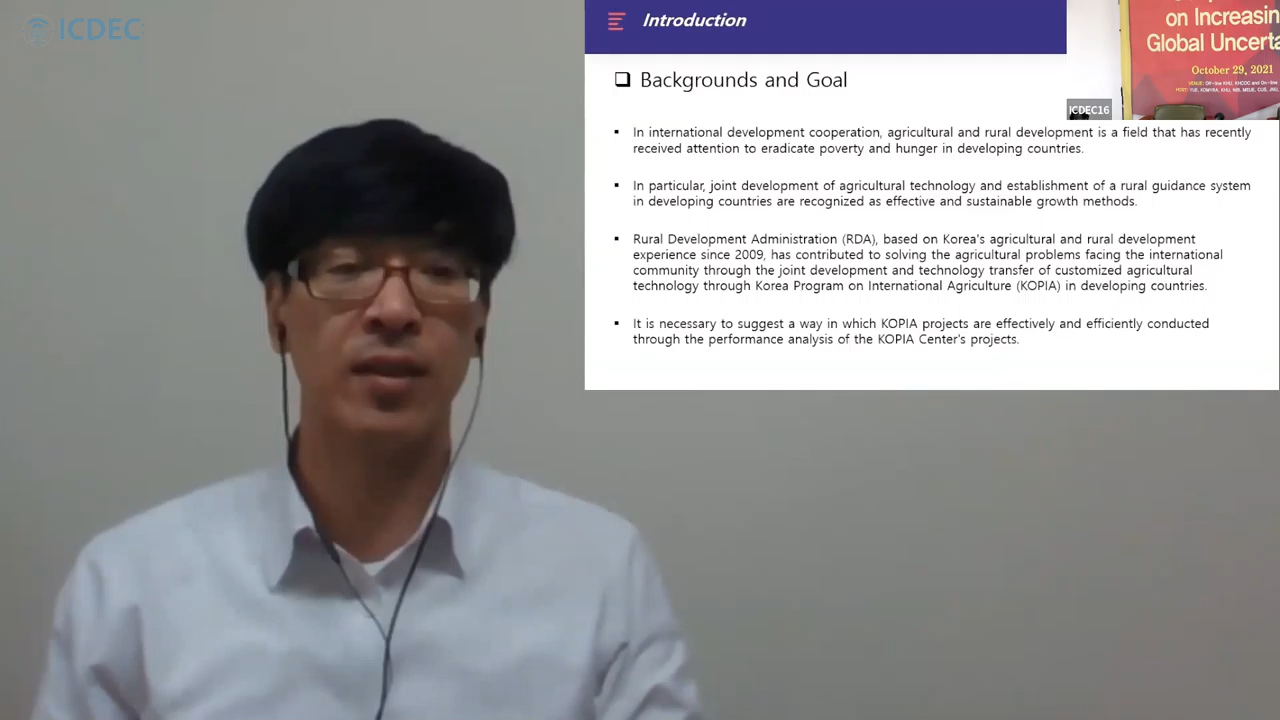 ICDEC
Introduction
on Increasin
Global Uncerta
October 29, 2021
ICDEC16
Backgrounds and Goal
In international development cooperation, agricultural and rural development is a field that has recently
received attention to eradicate poverty and hunger in developing countries.
In particular, joint development of agricultural technology and establishment of a rural guidance system
in developing countries are recognized as effective and sustainable growth methods.
Rural Development Administration (RDA), based on Korea's agricultural and rural development
experience since 2009, has contributed to solving the agricultural problems facing the international
community through the joint development and technology transfer of customized agricultural
technology through Korea Program on International Agriculture (KOPIA) in developing countries.
It is necessary to suggest a way in which KOPIA projects are effectively and efficiently conducted
through the performance analysis of the KOPIA Center's projects.